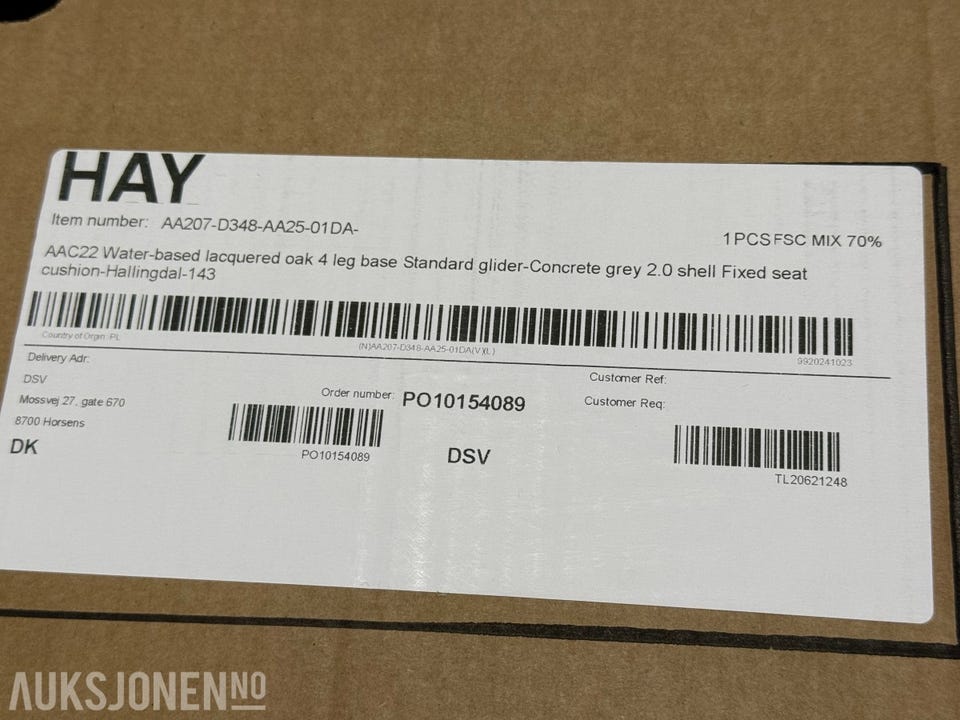 HAY
Item number: AA207-D348-AA25-01DA-
1PCS FSC MIX 70%
AAC22 Water-based lacquered oak 4 leg base Standard glider-Concrete grey 2.0 shell Fixed seat
cushion-Hallingdal-143
Country of Orgin :PL
(N)AA207-D348-AA25-01DA(V)(L)
9920241023
Delivery Adr:
DSV
Mossvej 27, gate 670
8700 Horsens
DK
Order number: PO10154089
PO10154089
DSV
Customer Ref:
Customer Req:
TL20621248
AUKSJONEN NO